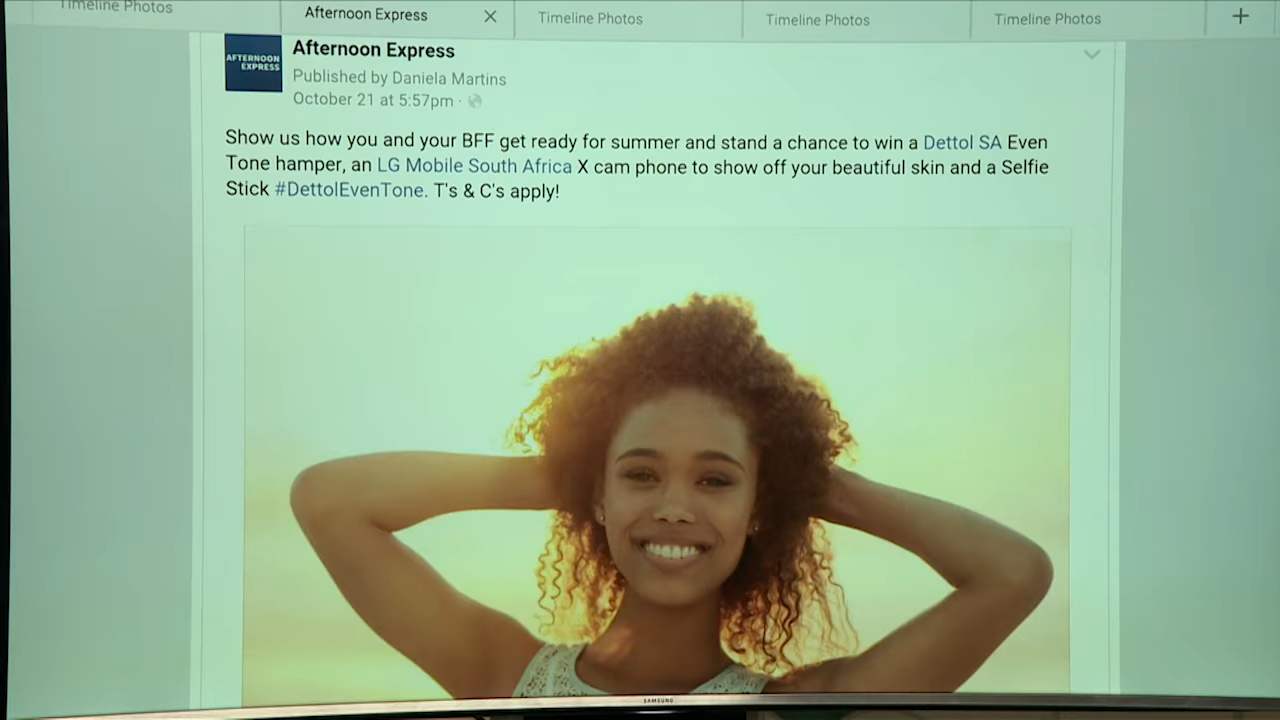 Timeline Photos
Afternoon Express
Timeline Photos
Timeline Photos
Timeline Photos
AFTERNOON
EXPRESS
Afternoon Express
Published by Daniela Martins
October 21 at 5:57pm ·
Show us how you and your BFF get ready for summer and stand a chance to win a Dettol SA Even
Tone hamper, an LG Mobile South Africa X cam phone to show off your beautiful skin and a Selfie
Stick #DettolEvenTone. T's & C's apply!
SAMSUNG